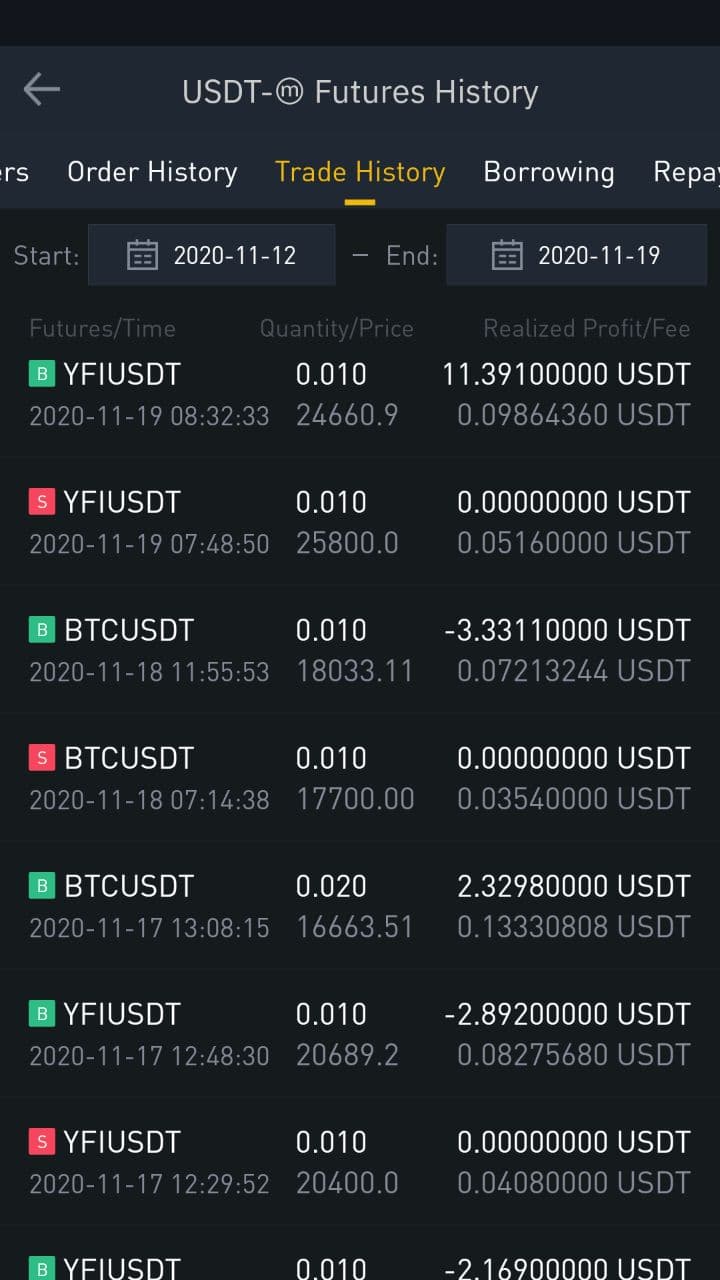 USDT-ⓜ Futures History
ers Order History Trade History Borrowing Repay
Start: 2020-11-12 – End: 2020-11-19
Futures/Time Quantity/Price Realized Profit/Fee
B YFIUSDT 0.010 11.39100000 USDT
2020-11-19 08:32:33 24660.9 0.09864360 USDT
S YFIUSDT 0.010 0.00000000 USDT
2020-11-19 07:48:50 25800.0 0.05160000 USDT
B BTCUSDT 0.010 -3.33110000 USDT
2020-11-18 11:55:53 18033.11 0.07213244 USDT
S BTCUSDT 0.010 0.00000000 USDT
2020-11-18 07:14:38 17700.00 0.03540000 USDT
B BTCUSDT 0.020 2.32980000 USDT
2020-11-17 13:08:15 16663.51 0.13330808 USDT
B YFIUSDT 0.010 -2.89200000 USDT
2020-11-17 12:48:30 20689.2 0.08275680 USDT
S YFIUSDT 0.010 0.00000000 USDT
2020-11-17 12:29:52 20400.0 0.04080000 USDT
B YFIUSDT 0.010 -2.16900000 USDT